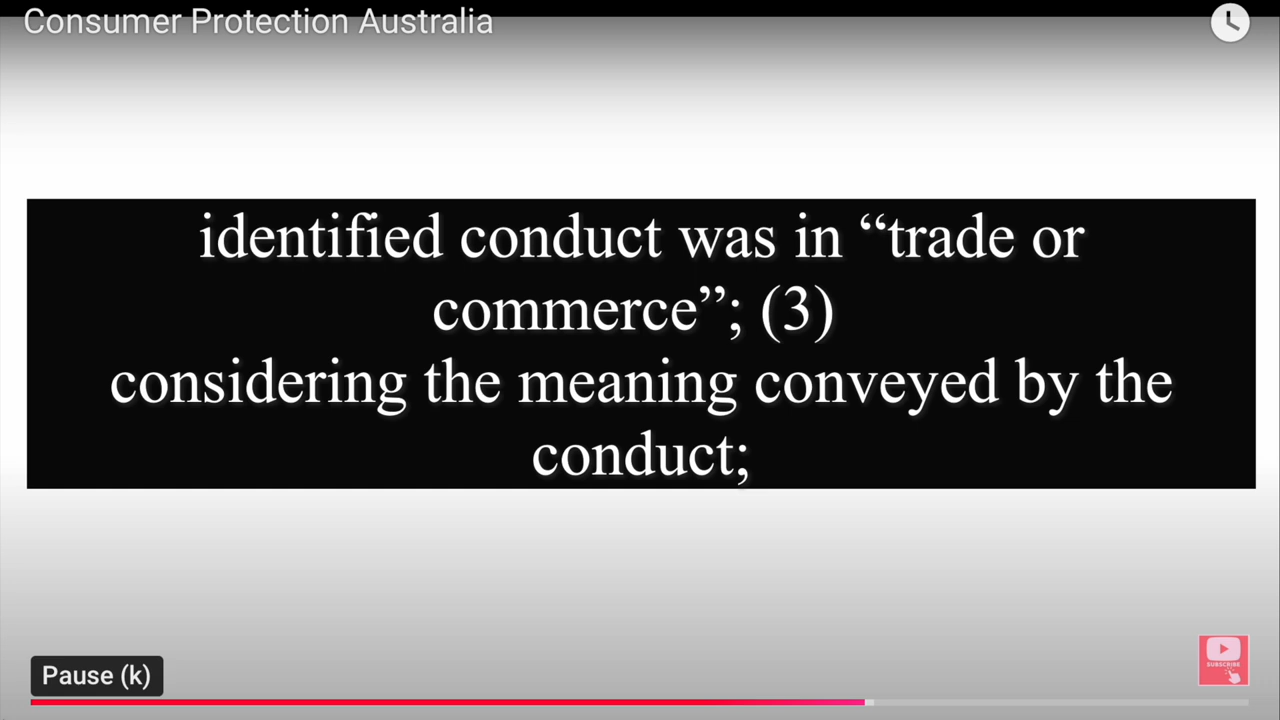 Consumer Protection Australia
identified conduct was in “trade or
commerce”; (3)
considering the meaning conveyed by the
conduct;
SUBSCRIBE
Pause (k)